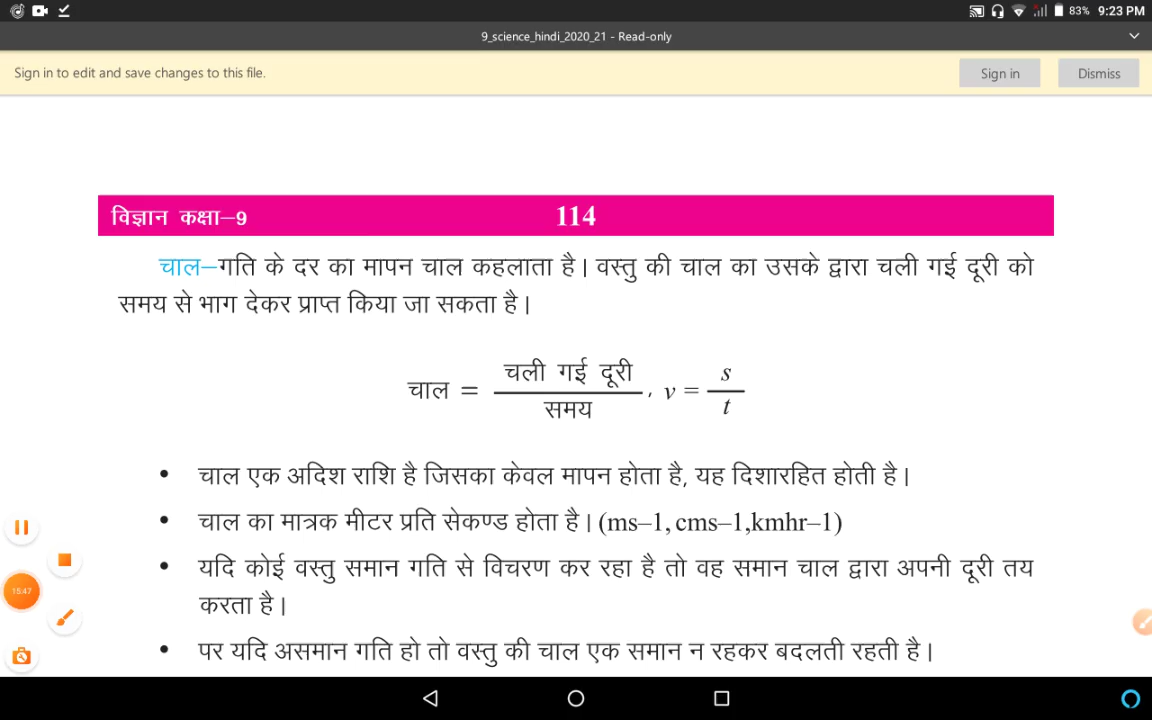 83% 9:23 PM
9_science_hindi_2020_21 - Read-only
Sign in to edit and save changes to this file.
Sign in
Dismiss
विज्ञान कक्षा–9
114
चाल–गति के दर का मापन चाल कहलाता है। वस्तु की चाल का उसके द्वारा चली गई दूरी को
समय से भाग देकर प्राप्त किया जा सकता है।
चाल = चली गई दूरी / समय, v = s / t
• चाल एक अदिश राशि है जिसका केवल मापन होता है, यह दिशारहित होती है।
• चाल का मात्रक मीटर प्रति सेकण्ड होता है। (ms–1, cms–1,kmhr–1)
• यदि कोई वस्तु समान गति से विचरण कर रहा है तो वह समान चाल द्वारा अपनी दूरी तय
करता है।
• पर यदि असमान गति हो तो वस्तु की चाल एक समान न रहकर बदलती रहती है।
15:47